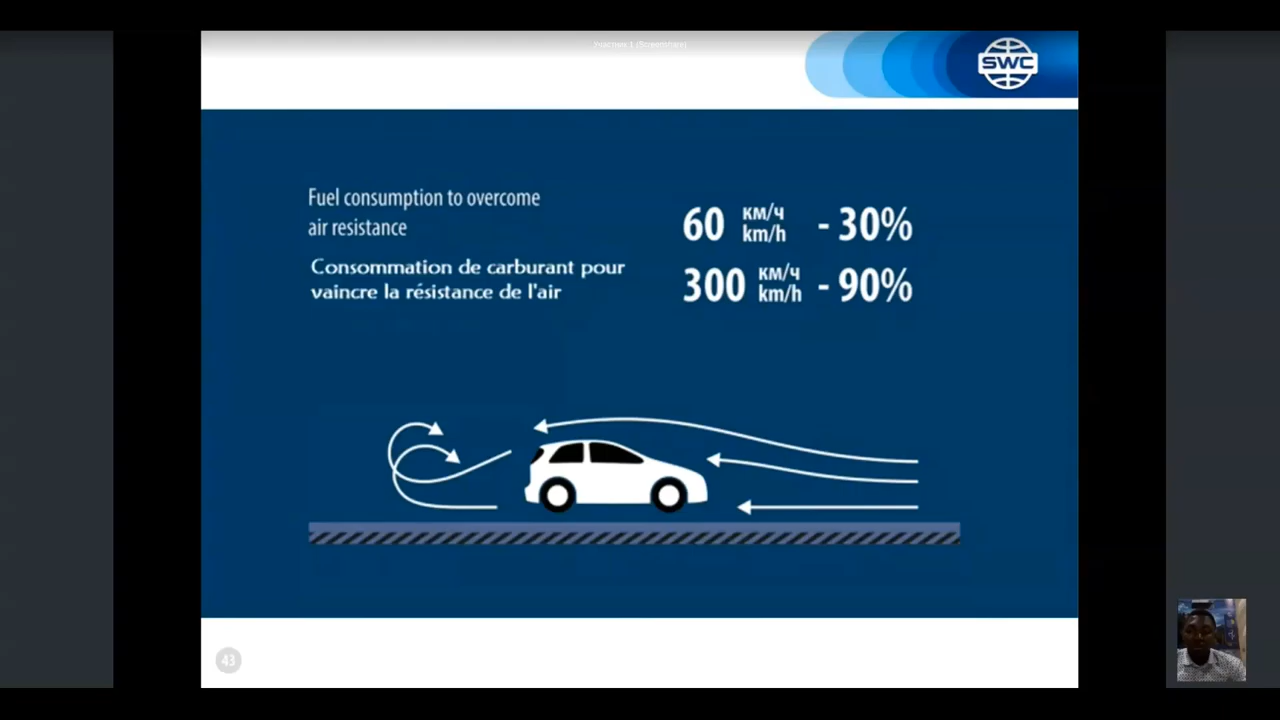 SWC
Fuel consumption to overcome
air resistance
Consommation de carburant pour
vaincre la résistance de l'air
60 км/ч km/h - 30%
300 км/ч km/h - 90%
43